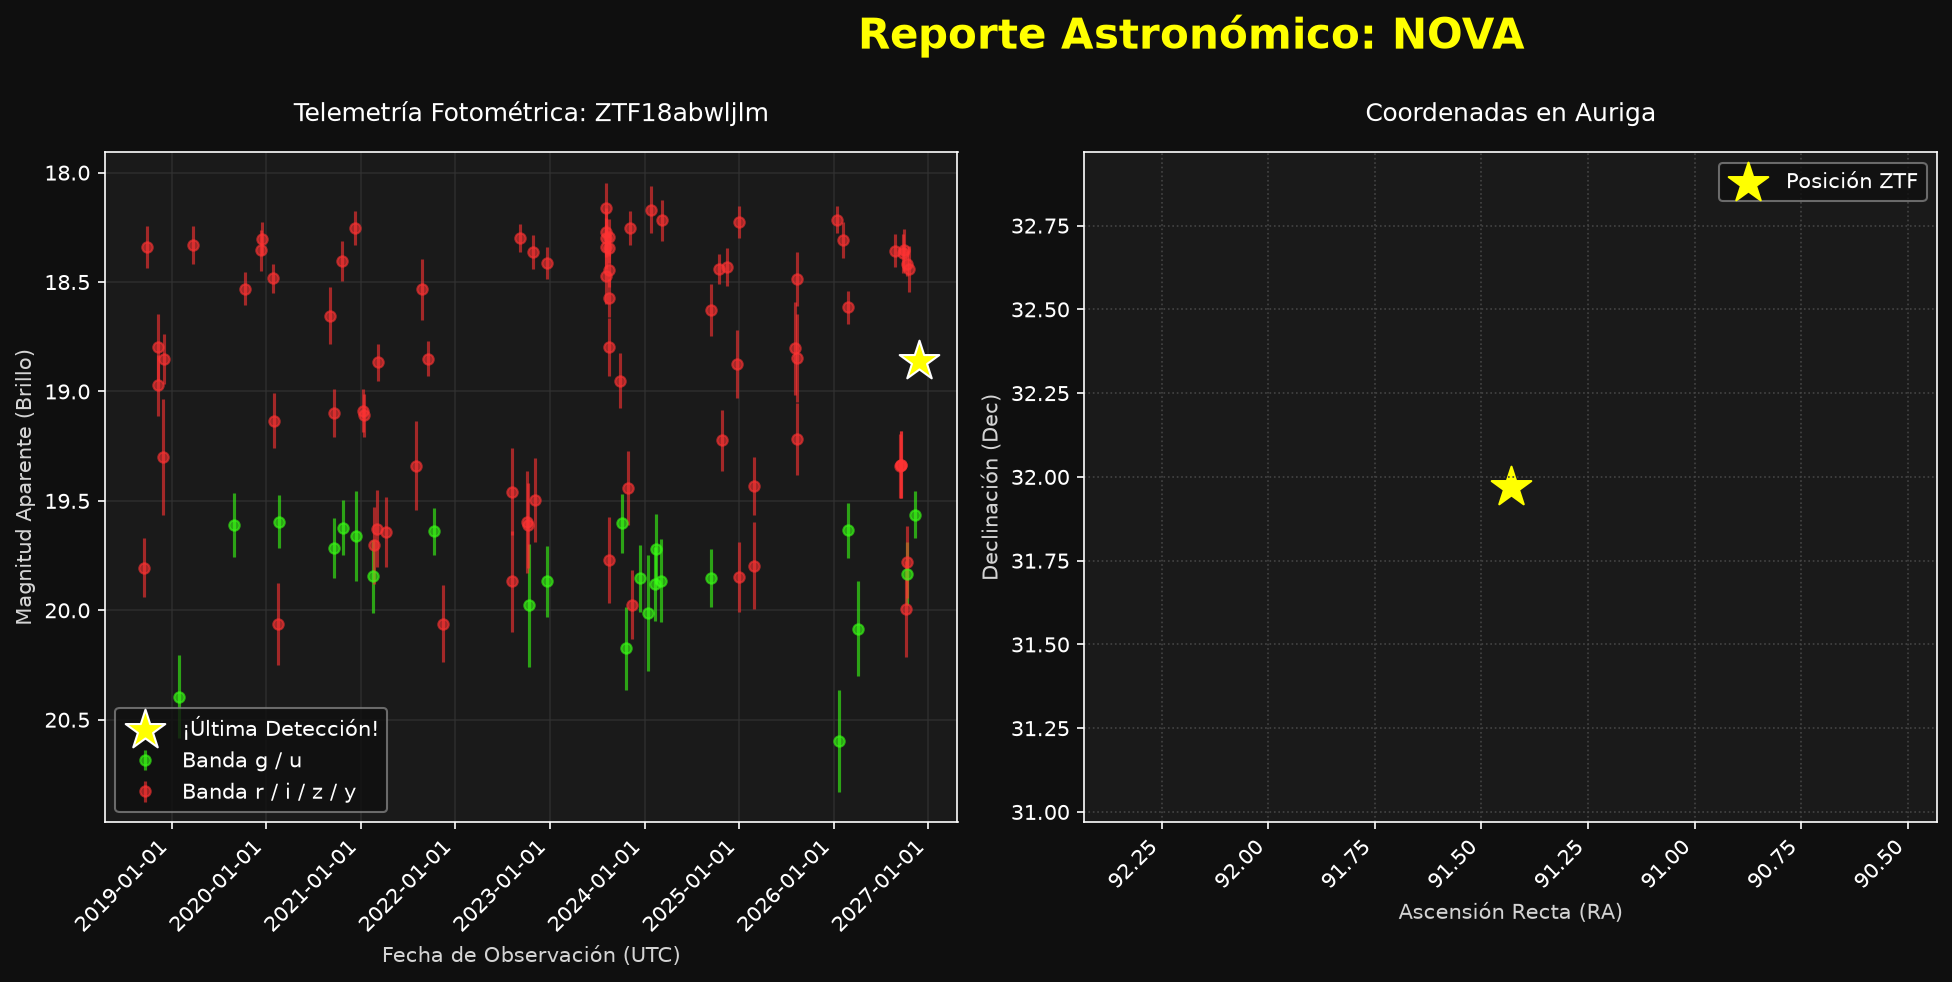 Reporte Astronómico: NOVA
Telemetría Fotométrica: ZTF18abwljlm
Magnitud Aparente (Brillo)
18.0
18.5
19.0
19.5
20.0
20.5
¡Última Detección!
Banda g / u
Banda r / i / z / y
2019-01-01
2020-01-01
2021-01-01
2022-01-01
2023-01-01
2024-01-01
2025-01-01
2026-01-01
2027-01-01
Fecha de Observación (UTC)
Coordenadas en Auriga
Posición ZTF
Declinación (Dec)
32.75
32.50
32.25
32.00
31.75
31.50
31.25
31.00
92.25
92.00
91.75
91.50
91.25
91.00
90.75
90.50
Ascensión Recta (RA)